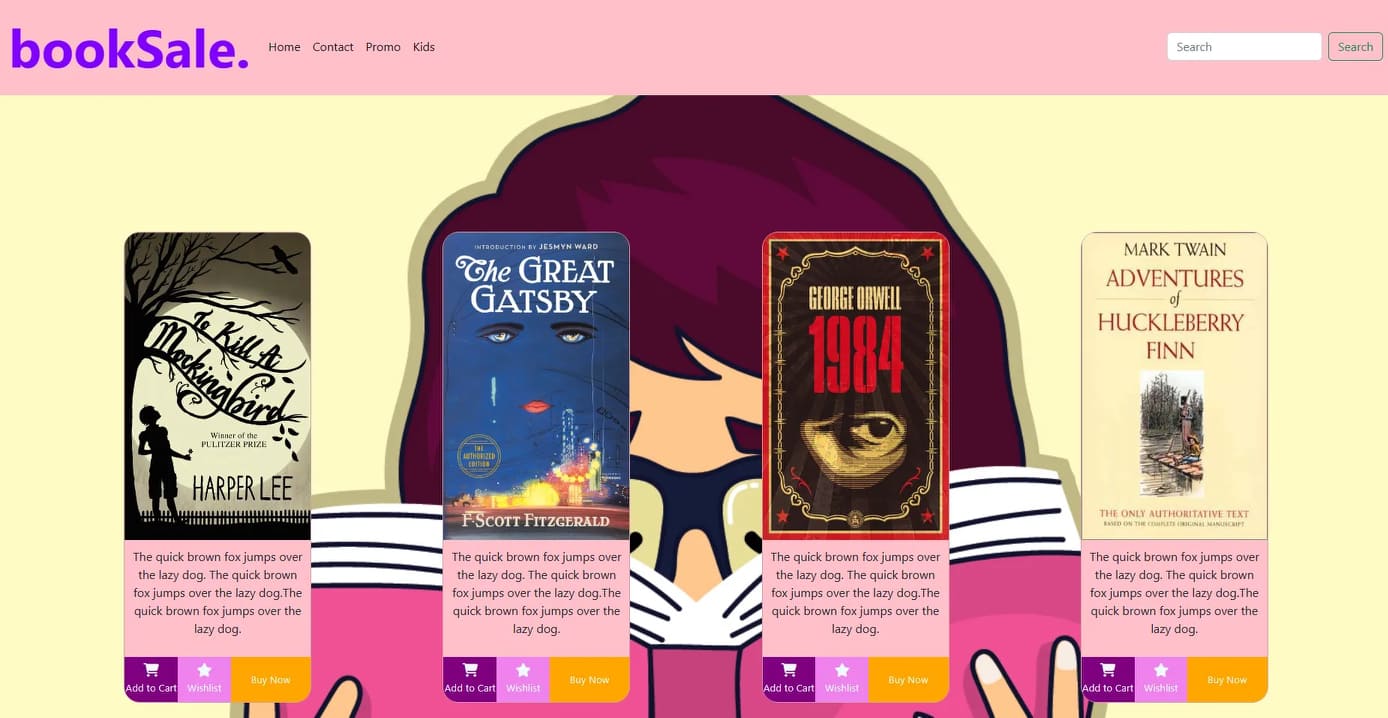 bookSale.
Home Contact Promo Kids
Search
Search
To Kill A
Mockingbird
Winner of the
PULITZER PRIZE
HARPER LEE
The quick brown fox jumps over
the lazy dog. The quick brown
fox jumps over the lazy dog.The
quick brown fox jumps over the
lazy dog.
Add to Cart
Wishlist
Buy Now
INTRODUCTION BY JESMYN WARD
The GREAT
GATSBY
THE
AUTHORIZED
EDITION
F·SCOTT FITZGERALD
The quick brown fox jumps over
the lazy dog. The quick brown
fox jumps over the lazy dog.The
quick brown fox jumps over the
lazy dog.
Add to Cart
Wishlist
Buy Now
GEORGE ORWELL
1984
The quick brown fox jumps over
the lazy dog. The quick brown
fox jumps over the lazy dog.The
quick brown fox jumps over the
lazy dog.
Add to Cart
Wishlist
Buy Now
MARK TWAIN
ADVENTURES
of
HUCKLEBERRY
FINN
THE ONLY AUTHORITATIVE TEXT
BASED ON THE COMPLETE ORIGINAL MANUSCRIPT
The quick brown fox jumps over
the lazy dog. The quick brown
fox jumps over the lazy dog.The
quick brown fox jumps over the
lazy dog.
Add to Cart
Wishlist
Buy Now